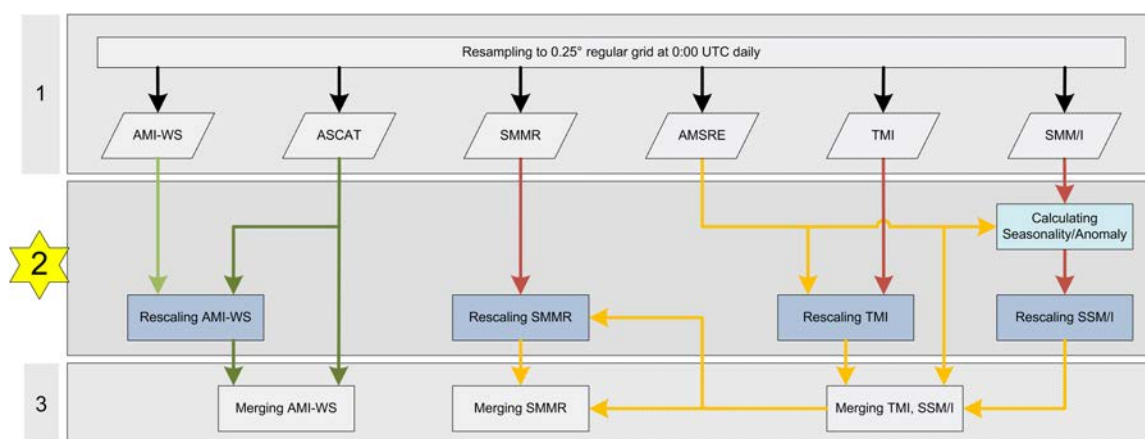 Resampling to 0.25° regular grid at 0:00 UTC daily
1
AMI-WS
ASCAT
SMMR
AMSRE
TMI
SMM/I
2
Calculating
Seasonality/Anomaly
Rescaling AMI-WS
Rescaling SMMR
Rescaling TMI
Rescaling SSM/I
3
Merging AMI-WS
Merging SMMR
Merging TMI, SSM/I